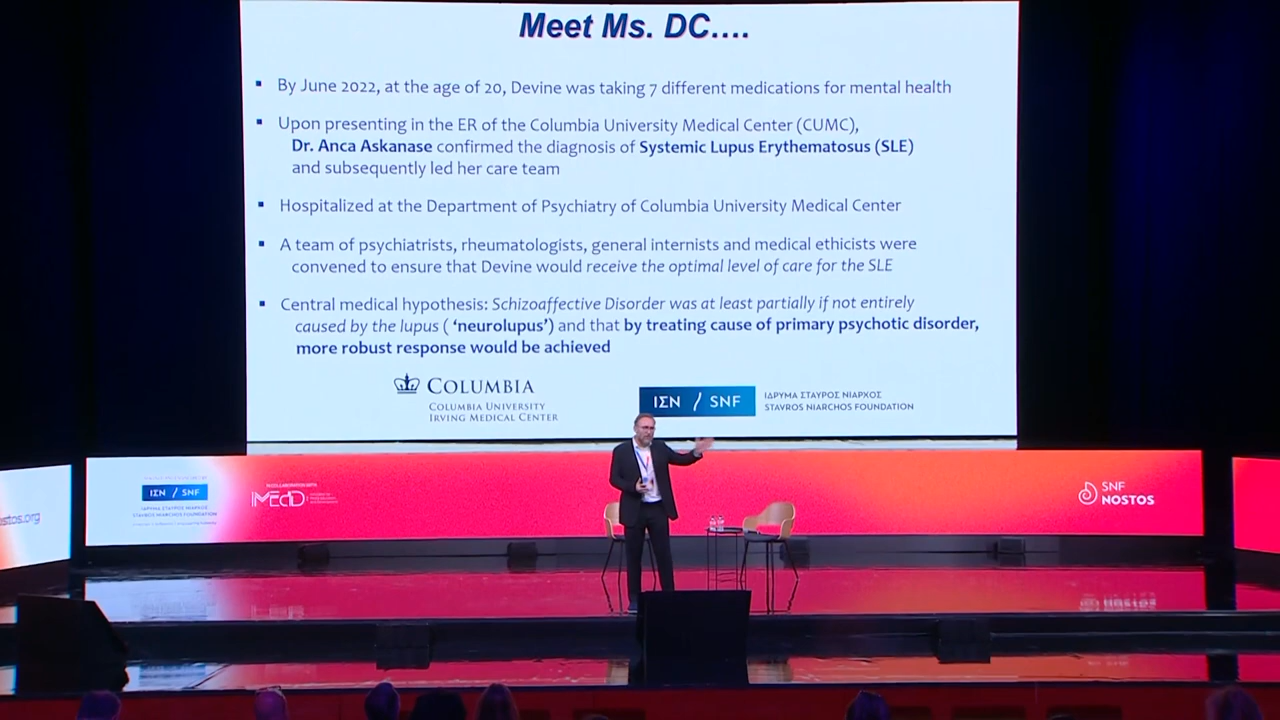 Meet Ms. DC....
▪ By June 2022, at the age of 20, Devine was taking 7 different medications for mental health
▪ Upon presenting in the ER of the Columbia University Medical Center (CUMC),
Dr. Anca Askanase confirmed the diagnosis of Systemic Lupus Erythematosus (SLE)
and subsequently led her care team
▪ Hospitalized at the Department of Psychiatry of Columbia University Medical Center
▪ A team of psychiatrists, rheumatologists, general internists and medical ethicists were
convened to ensure that Devine would receive the optimal level of care for the SLE
▪ Central medical hypothesis: Schizoaffective Disorder was at least partially if not entirely
caused by the lupus ( ‘neurolupus’) and that by treating cause of primary psychotic disorder,
more robust response would be achieved
COLUMBIA
COLUMBIA UNIVERSITY
IRVING MEDICAL CENTER
ΙΣΝ / SNF
ΙΔΡΥΜΑ ΣΤΑΥΡΟΣ ΝΙΑΡΧΟΣ
STAVROS NIARCHOS FOUNDATION
ΙΣΝ / SNF
ΙΔΡΥΜΑ ΣΤΑΥΡΟΣ ΝΙΑΡΧΟΣ
STAVROS NIARCHOS FOUNDATION
IN COLLABORATION WITH
iMEdD
SNF
NOSTOS
ostos.org